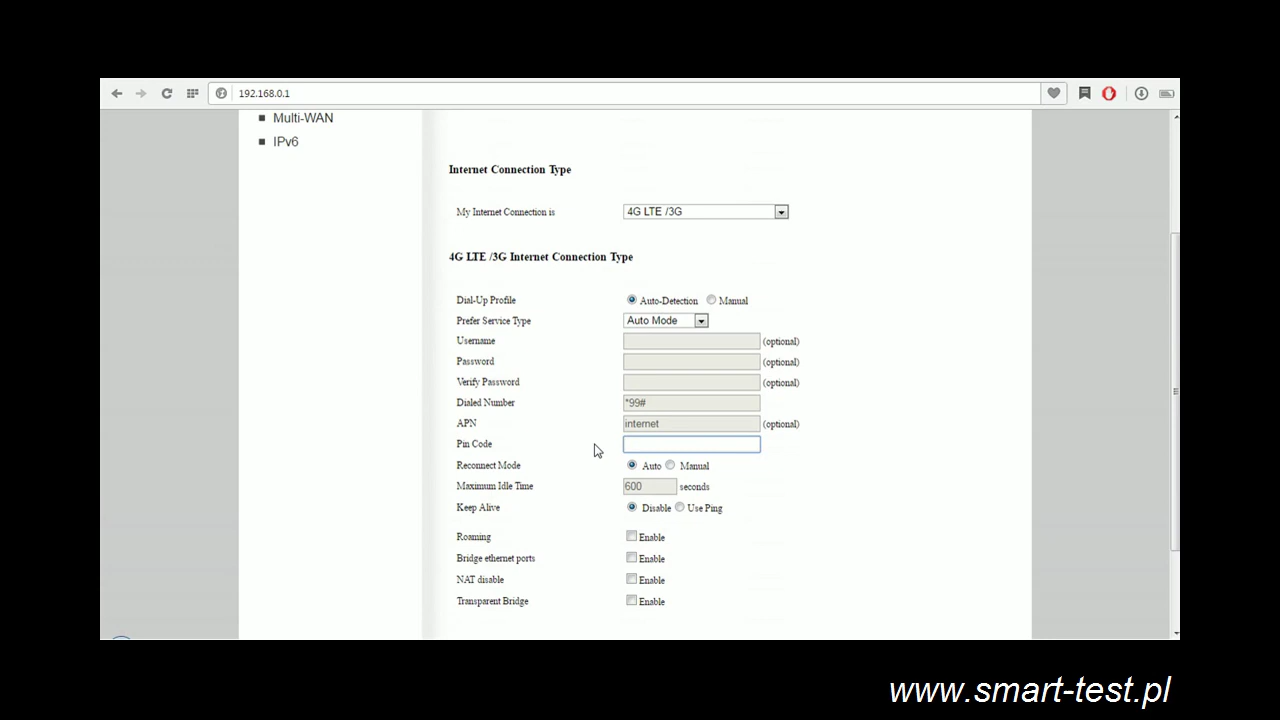 192.168.0.1
Multi-WAN
IPv6
Internet Connection Type
My Internet Connection is 4G LTE /3G
4G LTE /3G Internet Connection Type
Dial-Up Profile Auto-Detection Manual
Prefer Service Type Auto Mode
Username (optional)
Password (optional)
Verify Password (optional)
Dialed Number *99#
APN internet (optional)
Pin Code
Reconnect Mode Auto Manual
Maximum Idle Time 600 seconds
Keep Alive Disable Use Ping
Roaming Enable
Bridge ethernet ports Enable
NAT disable Enable
Transparent Bridge Enable
www.smart-test.pl